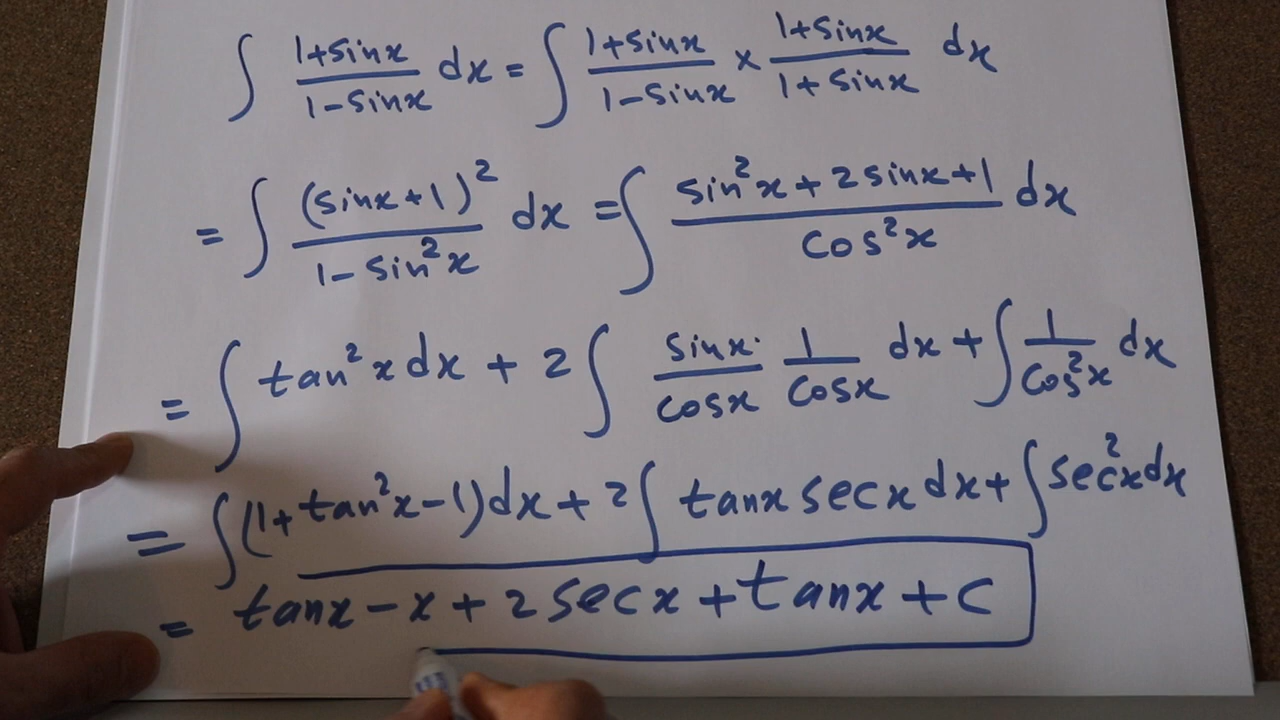 ∫ (1+sinx)/(1-sinx) dx = ∫ (1+sinx)/(1-sinx) × (1+sinx)/(1+sinx) dx
= ∫ (sinx+1)²/(1-sin²x) dx = ∫ (sin²x+2sinx+1)/(cos²x) dx
= ∫ tan²x dx + 2∫ (sinx/cosx)·(1/cosx) dx + ∫ 1/(cos²x) dx
= ∫(1+tan²x-1)dx + 2∫ tanx secx dx + ∫sec²x dx
= tanx - x + 2secx + tanx + c